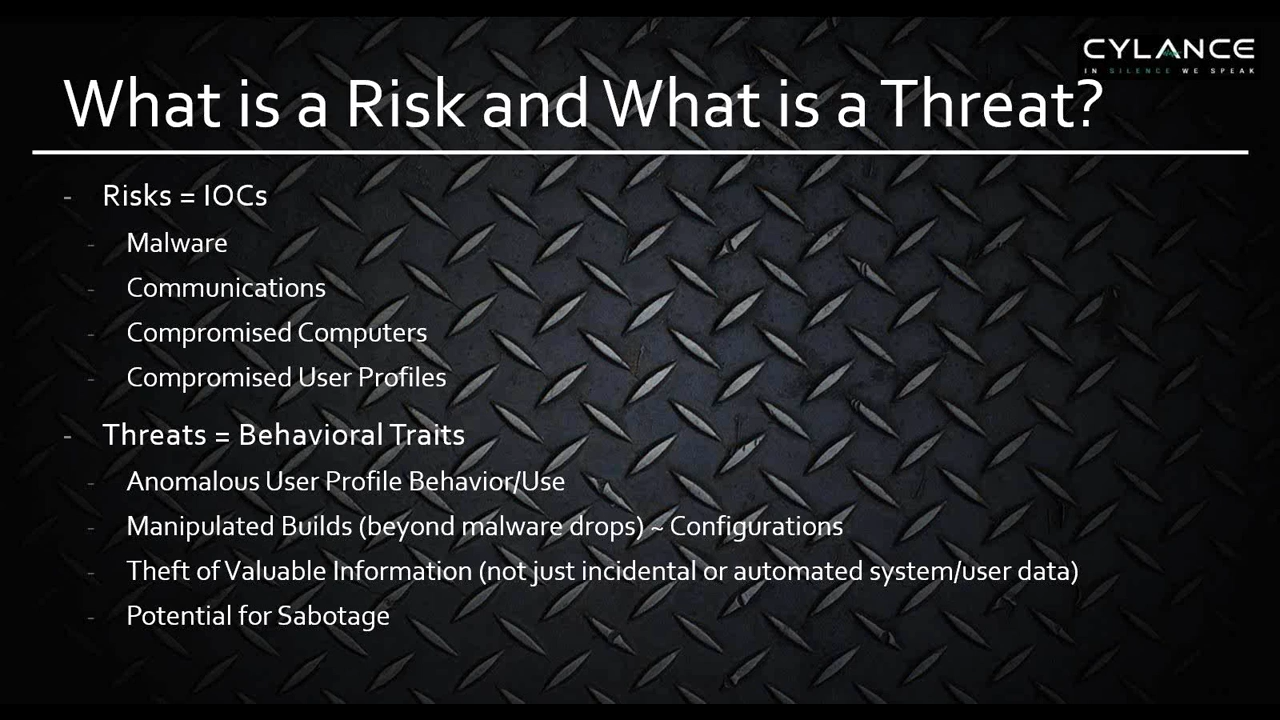 CYLANCE
IN SILENCE WE SPEAK
What is a Risk and What is a Threat?
- Risks = IOCs
- Malware
- Communications
- Compromised Computers
- Compromised User Profiles
- Threats = Behavioral Traits
- Anomalous User Profile Behavior/Use
- Manipulated Builds (beyond malware drops) ~ Configurations
- Theft of Valuable Information (not just incidental or automated system/user data)
- Potential for Sabotage